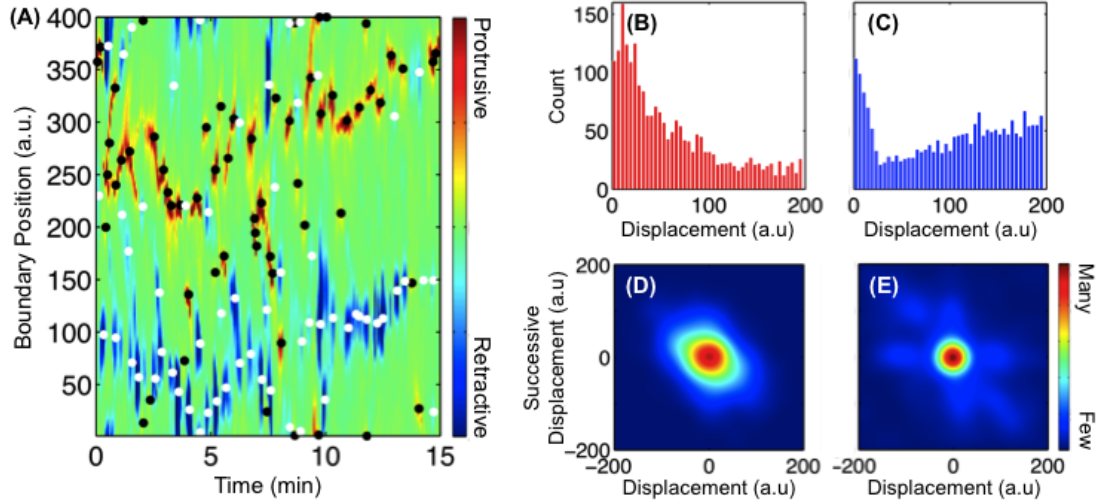 (A)
400
350
300
250
200
150
100
50
Boundary Position (a.u.)
0
5
10
15
Time (min)
Protrusive
Retractive
(B)
150
100
50
0
Count
0
100
200
Displacement (a.u)
(C)
0
100
200
Displacement (a.u)
(D)
200
0
−200
Successive
Displacement (a.u)
−200
0
200
Displacement (a.u)
(E)
−200
0
200
Displacement (a.u)
Many
Few